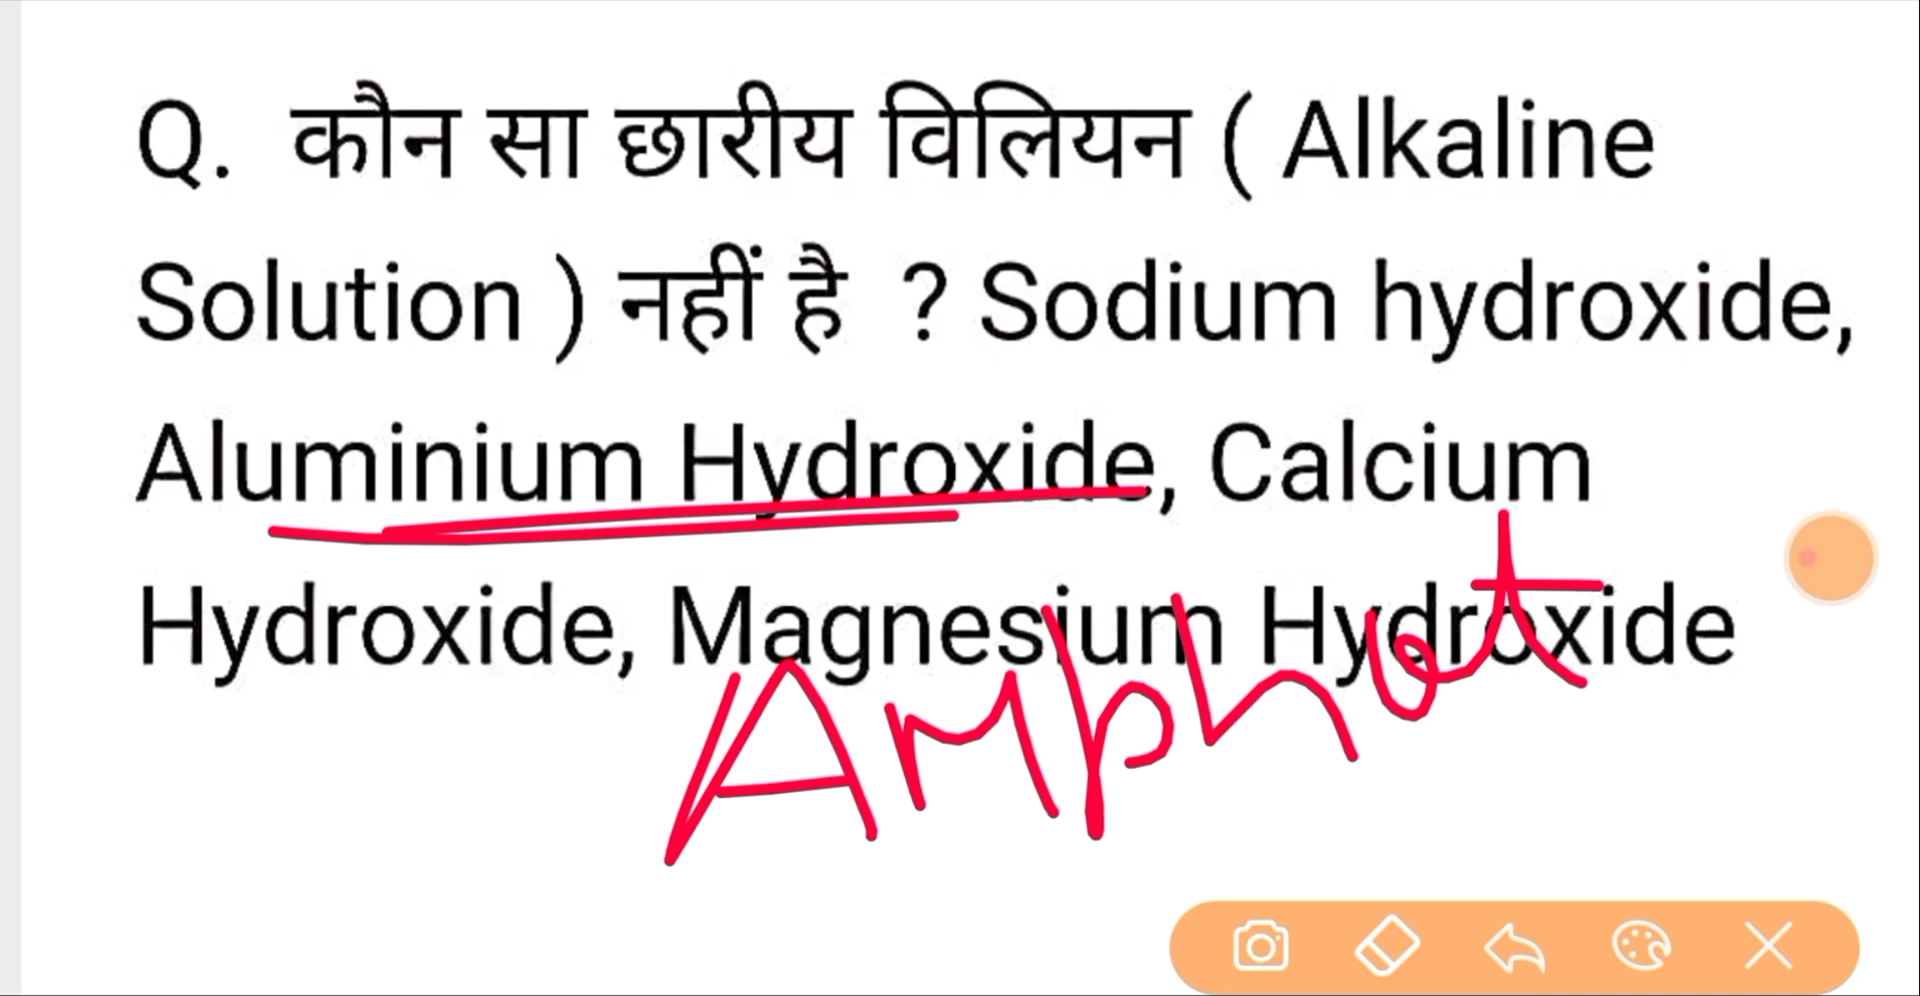 Q. कौन सा छारीय विलियन ( Alkaline
Solution ) नहीं है ? Sodium hydroxide,
Aluminium Hydroxide, Calcium
Hydroxide, Magnesium Hydroxide
Amphot